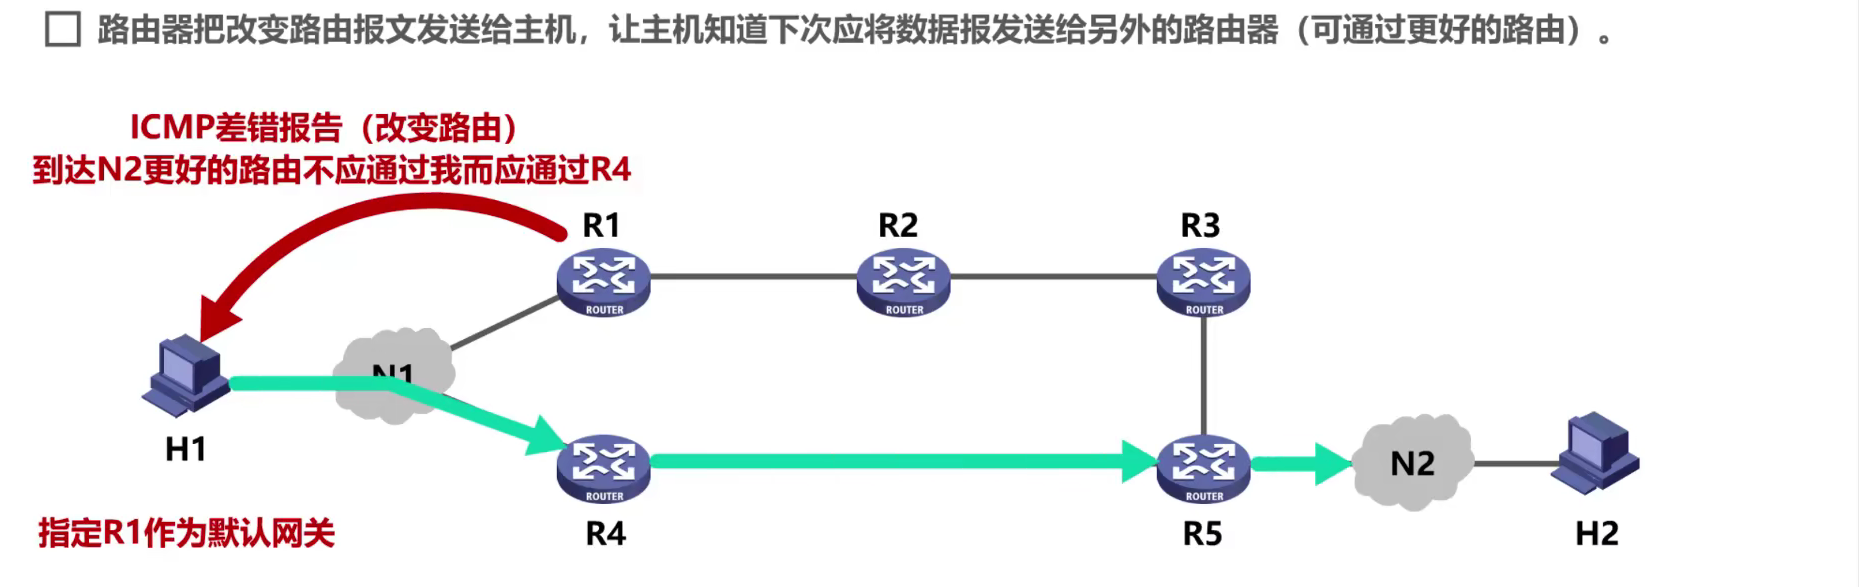 路由器把改变路由报文发送给主机，让主机知道下次应将数据报发送给另外的路由器（可通过更好的路由）。
ICMP差错报告（改变路由）
到达N2更好的路由不应通过我而应通过R4
R1
R2
R3
ROUTER
ROUTER
ROUTER
N1
H1
ROUTER
ROUTER
N2
指定R1作为默认网关
R4
R5
H2